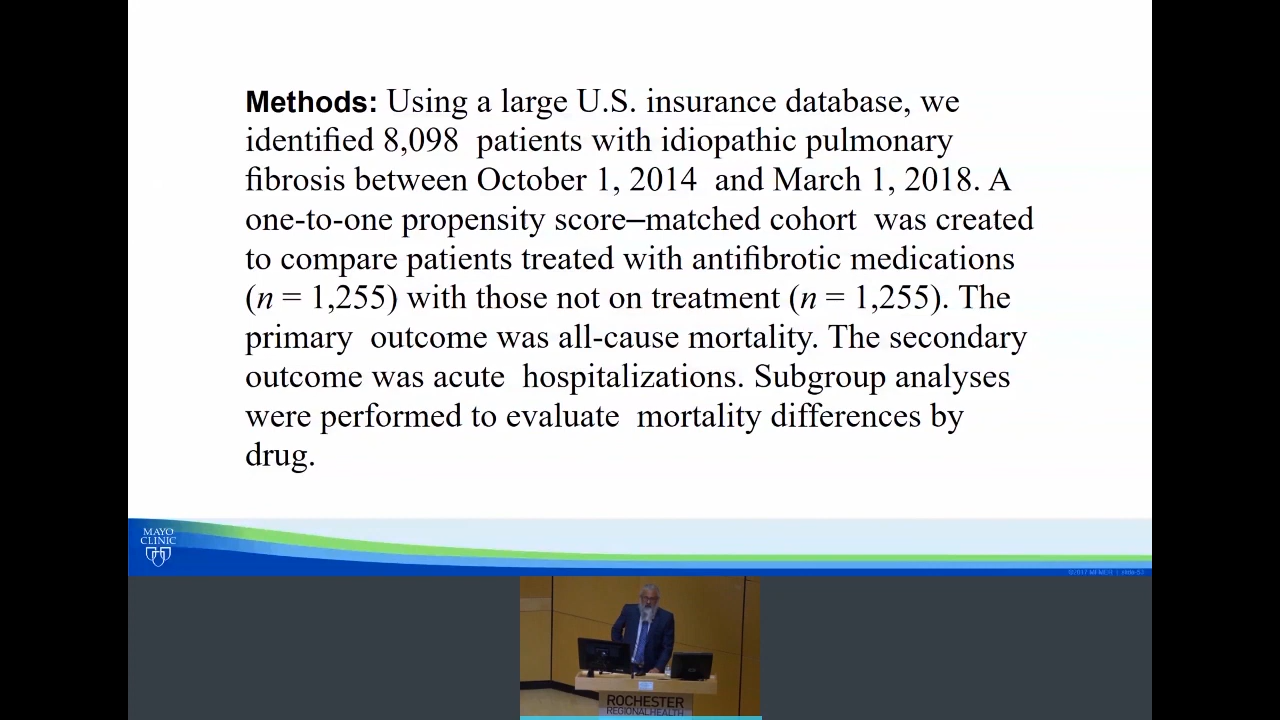 Methods: Using a large U.S. insurance database, we
identified 8,098 patients with idiopathic pulmonary
fibrosis between October 1, 2014 and March 1, 2018. A
one-to-one propensity score–matched cohort was created
to compare patients treated with antifibrotic medications
(n = 1,255) with those not on treatment (n = 1,255). The
primary outcome was all-cause mortality. The secondary
outcome was acute hospitalizations. Subgroup analyses
were performed to evaluate mortality differences by
drug.
MAYO
CLINIC
ROCHESTER
REGIONAL HEALTH